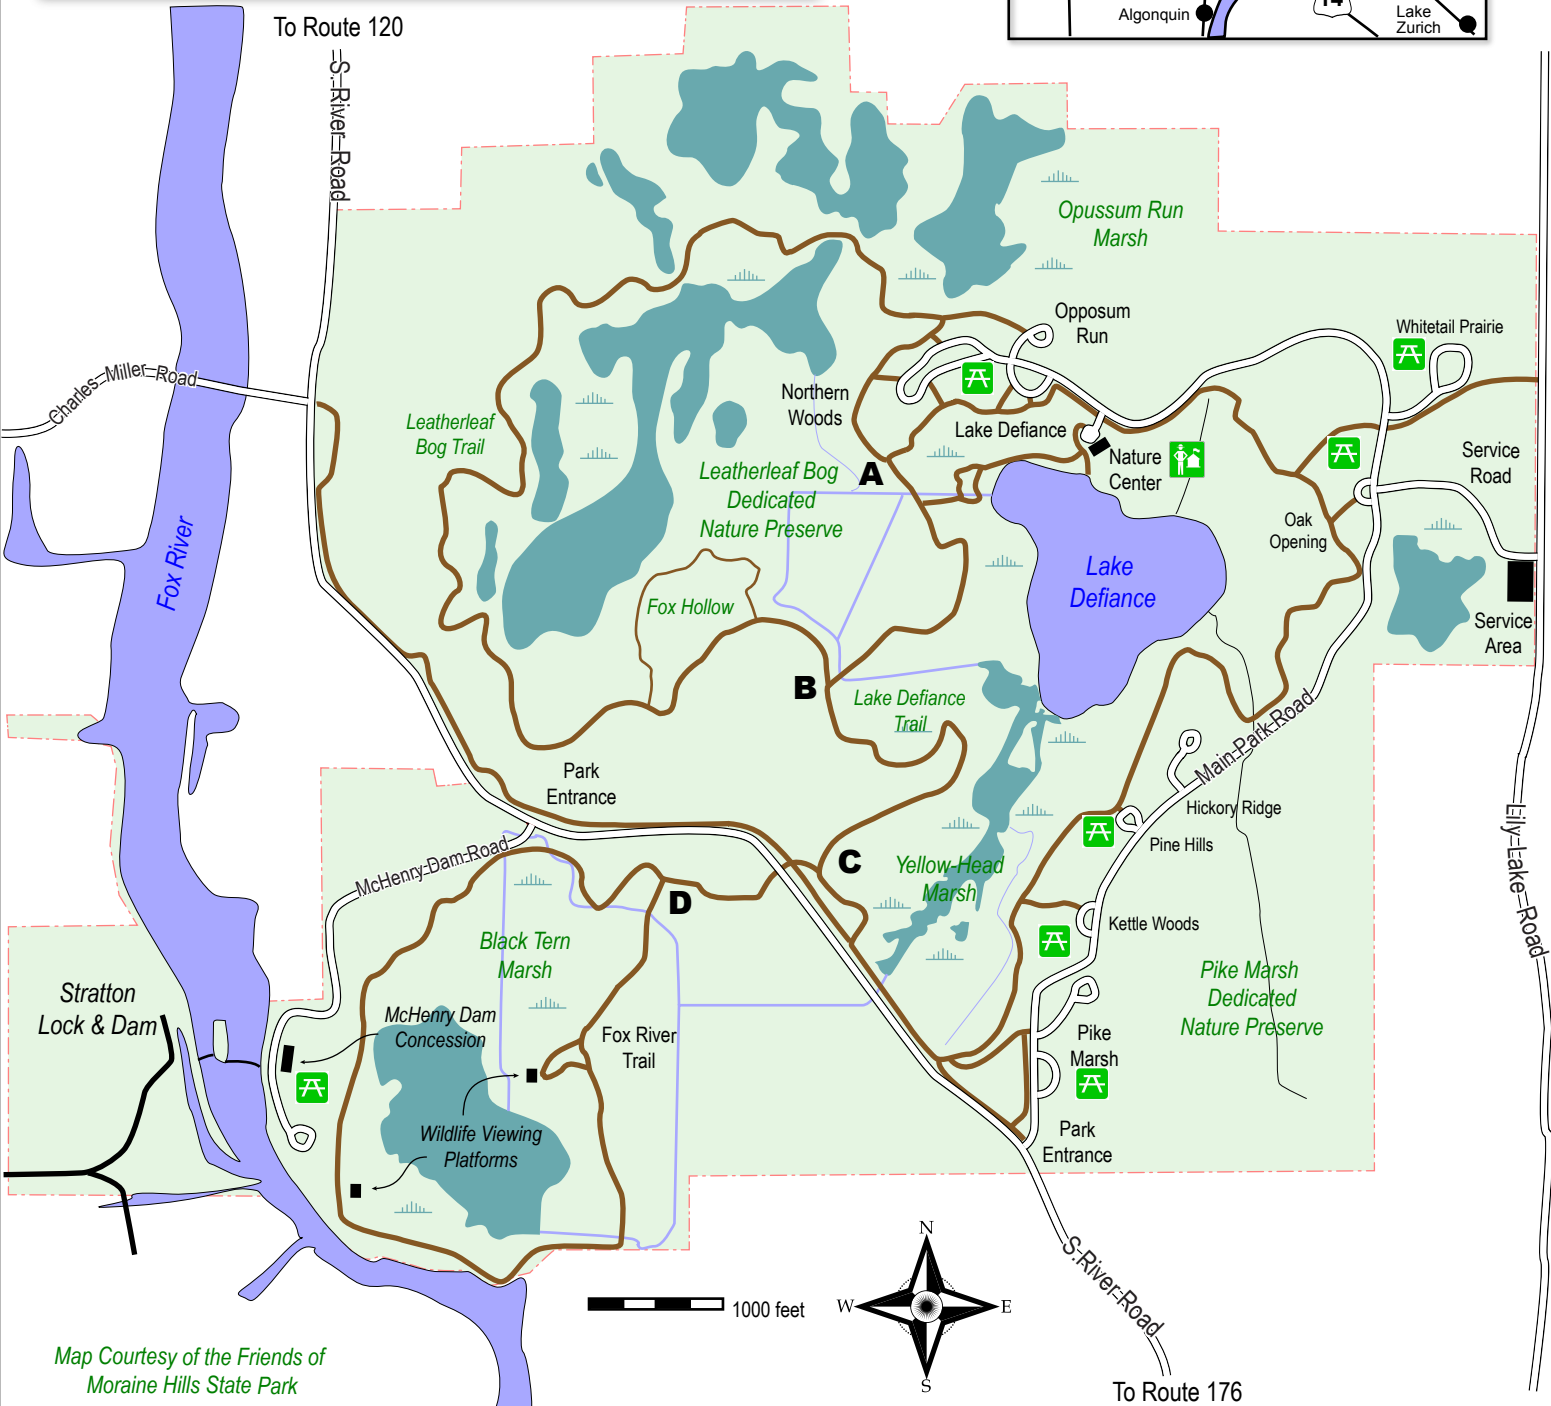 To Route 120
Algonquin
14
Lake
Zurich
S. River Road
Opussum Run
Marsh
Opposum
Run
Whitetail Prairie
Charles Miller Road
Northern
Woods
Leatherleaf
Bog Trail
Lake Defiance
Nature
Center
Service
Road
A
Leatherleaf Bog
Dedicated
Nature Preserve
Oak
Opening
Fox River
Lake
Defiance
Fox Hollow
Service
Area
B
Lake Defiance
Trail
Main Park Road
Park
Entrance
Hickory Ridge
Pine Hills
Lily Lake Road
McHenry Dam Road
C
Yellow-Head
Marsh
D
Kettle Woods
Black Tern
Marsh
Pike Marsh
Dedicated
Nature Preserve
Stratton
Lock & Dam
McHenry Dam
Concession
Fox River
Trail
Pike
Marsh
Wildlife Viewing
Platforms
Park
Entrance
N
W
E
S
1000 feet
S. River Road
Map Courtesy of the Friends of
Moraine Hills State Park
To Route 176